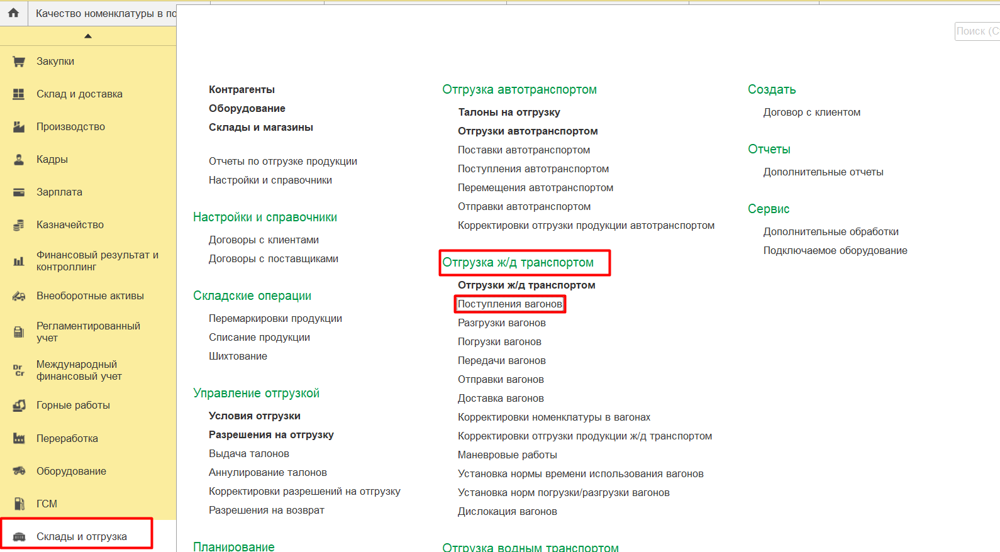 Качество номенклатуры в по
Поиск (С
Закупки
Склад и доставка
Производство
Кадры
Зарплата
Казначейство
Финансовый результат и
контроллинг
Внеоборотные активы
Регламентированный
учет
Dr
Cr
Международный
финансовый учет
Горные работы
Переработка
Оборудование
ГСМ
Склады и отгрузка
Контрагенты
Оборудование
Склады и магазины
Отчеты по отгрузке продукции
Настройки и справочники
Настройки и справочники
Договоры с клиентами
Договоры с поставщиками
Складские операции
Перемаркировки продукции
Списание продукции
Шихтование
Управление отгрузкой
Условия отгрузки
Разрешения на отгрузку
Выдача талонов
Аннулирование талонов
Корректировки разрешений на отгрузку
Разрешения на возврат
Планирование
Отгрузка автотранспортом
Талоны на отгрузку
Отгрузки автотранспортом
Поставки автотранспортом
Поступления автотранспортом
Перемещения автотранспортом
Отправки автотранспортом
Корректировки отгрузки продукции автотранспортом
Отгрузка ж/д транспортом
Отгрузки ж/д транспортом
Поступления вагонов
Разгрузки вагонов
Погрузки вагонов
Передачи вагонов
Отправки вагонов
Доставка вагонов
Корректировки номенклатуры в вагонах
Корректировки отгрузки продукции ж/д транспортом
Маневровые работы
Установка нормы времени использования вагонов
Установка норм погрузки/разгрузки вагонов
Дислокация вагонов
Отгрузка водным транспортом
Создать
Договор с клиентом
Отчеты
Дополнительные отчеты
Сервис
Дополнительные обработки
Подключаемое оборудование